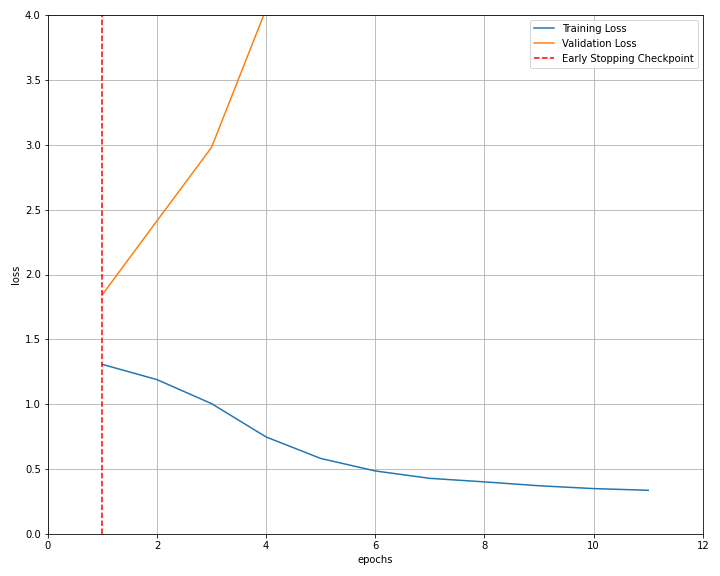 4.0
3.5
3.0
2.5
2.0
1.5
1.0
0.5
0.0
loss
Training Loss
Validation Loss
Early Stopping Checkpoint
0 2 4 6 8 10 12
epochs